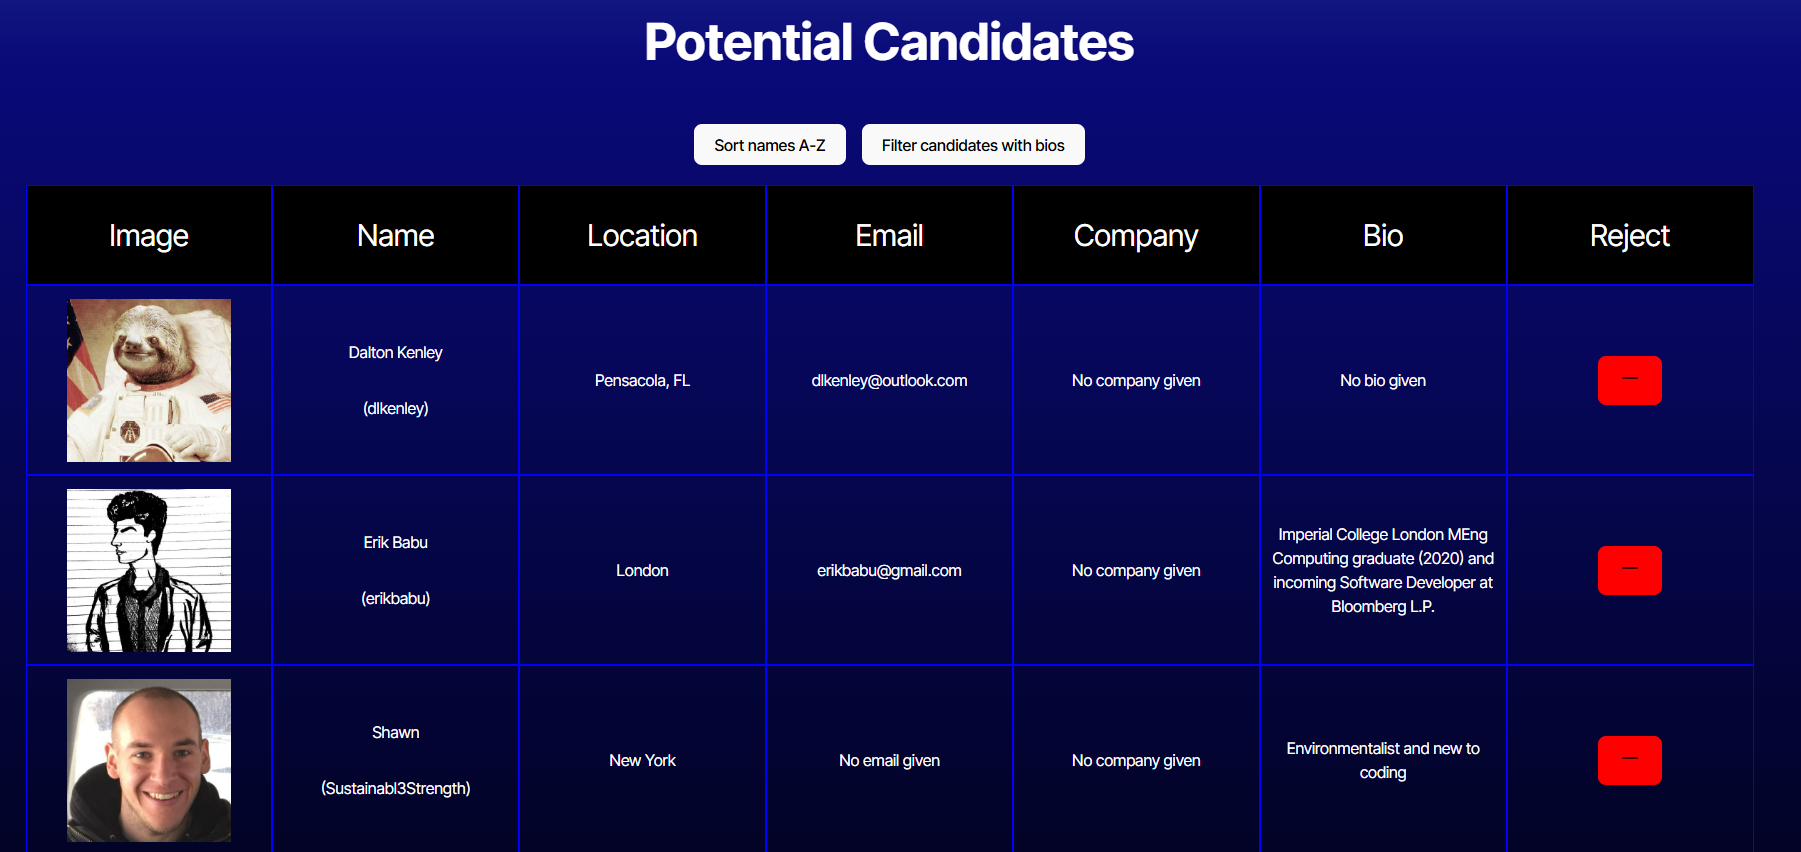 Potential Candidates
Sort names A-Z
Filter candidates with bios
Image
Name
Location
Email
Company
Bio
Reject
Dalton Kenley
(dlkenley)
Pensacola, FL
dlkenley@outlook.com
No company given
No bio given
Erik Babu
(erikbabu)
London
erikbabu@gmail.com
No company given
Imperial College London MEng
Computing graduate (2020) and
incoming Software Developer at
Bloomberg L.P.
Shawn
(Sustainabl3Strength)
New York
No email given
No company given
Environmentalist and new to
coding